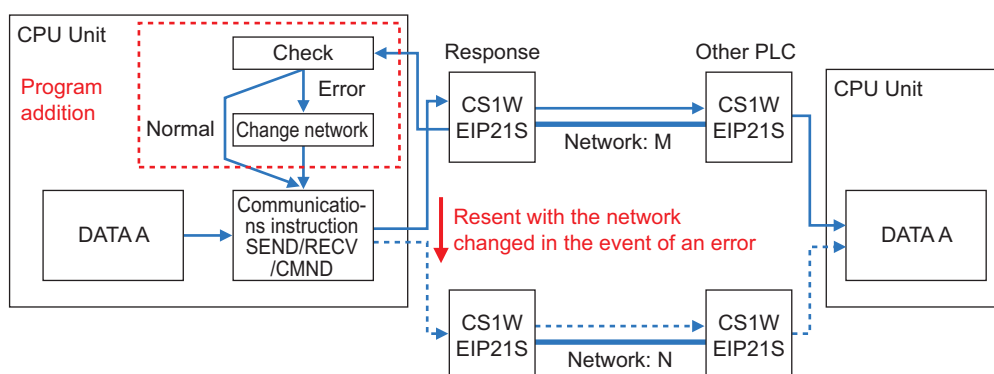 CPU Unit
Program
addition
Check
Error
Normal
Change network
DATA A
Communicatio-
ns instruction
SEND/RECV
/CMND
Response
CS1W
EIP21S
Network: M
Other PLC
CS1W
EIP21S
CPU Unit
DATA A
Resent with the network
changed in the event of an error
CS1W
EIP21S
Network: N
CS1W
EIP21S